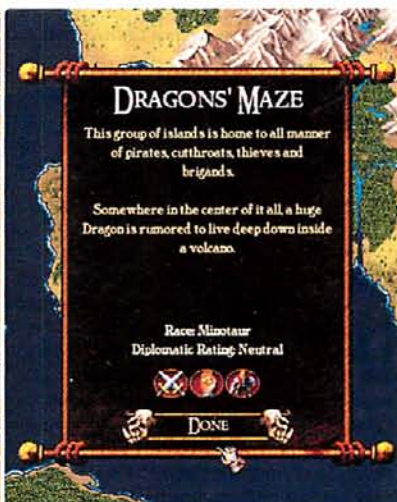 DRAGONS' MAZE
This group of islands is home to all manner
of pirates, cutthroats, thieves and
brigands.
Somewhere in the center of it all, a huge
Dragon is rumored to live deep down inside
a volcano.
Race: Minotaur
Diplomatic Rating: Neutral
DONE